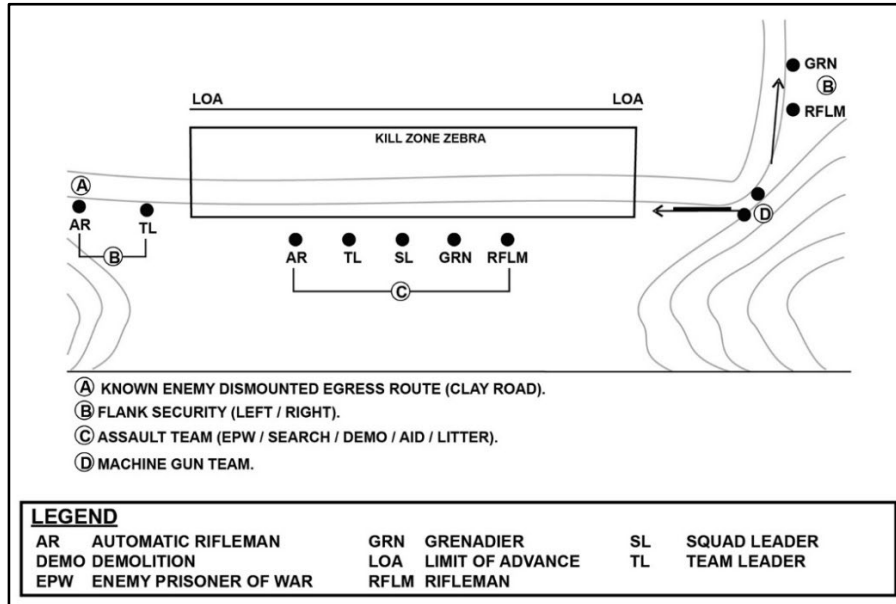 GRN
B
RFLM
LOA LOA
KILL ZONE ZEBRA
A
AR TL
B
D
AR TL SL GRN RFLM
C
A KNOWN ENEMY DISMOUNTED EGRESS ROUTE (CLAY ROAD).
B FLANK SECURITY (LEFT / RIGHT).
C ASSAULT TEAM (EPW / SEARCH / DEMO / AID / LITTER).
D MACHINE GUN TEAM.
LEGEND
AR AUTOMATIC RIFLEMAN GRN GRENADIER SL SQUAD LEADER
DEMO DEMOLITION LOA LIMIT OF ADVANCE TL TEAM LEADER
EPW ENEMY PRISONER OF WAR RFLM RIFLEMAN